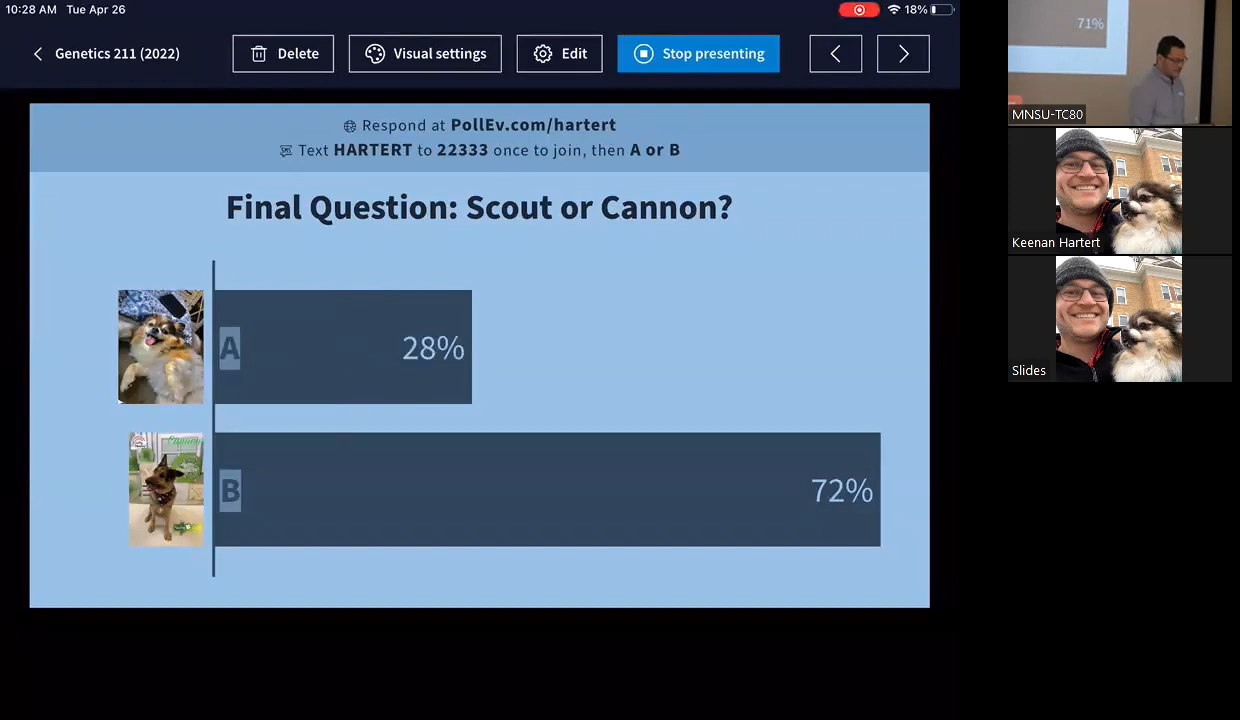 10:28 AM Tue Apr 26
18%
Genetics 211 (2022)
Delete
Visual settings
Edit
Stop presenting
Respond at PollEv.com/hartert
Text HARTERT to 22333 once to join, then A or B
Final Question: Scout or Cannon?
A
28%
B
72%
71%
MNSU-TC80
Keenan Hartert
Slides